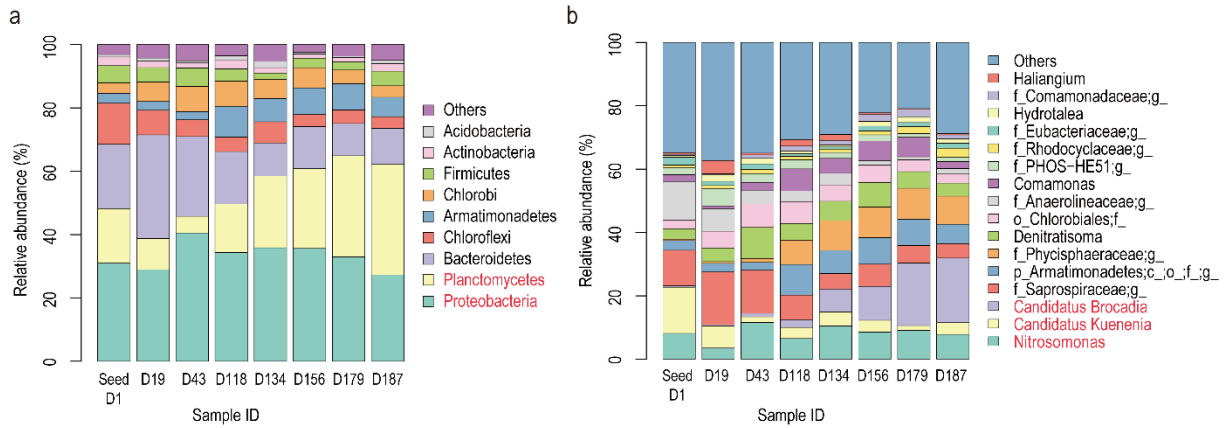 a
Relative abundance (%)
100
80
60
40
20
0
Seed D1
D19
D43
D118
D134
D156
D179
D187
Sample ID
Others
Acidobacteria
Actinobacteria
Firmicutes
Chlorobi
Armatimonadetes
Chloroflexi
Bacteroidetes
Planctomycetes
Proteobacteria
b
Relative abundance (%)
100
80
60
40
20
0
Seed D1
D19
D43
D118
D134
D156
D179
D187
Sample ID
Others
Haliangium
f_Comamonadaceae;g_
Hydrotalea
f_Eubacteriaceae;g_
f_Rhodocyclaceae;g_
f_PHOS-HE51;g_
Comamonas
f_Anaerolineaceae;g_
o_Chlorobiales;f_
Denitratisoma
f_Phycisphaeraceae;g_
p_Armatimonadetes;c_;o_;f_;g_
f_Saprospiraceae;g_
Candidatus Brocadia
Candidatus Kuenenia
Nitrosomonas